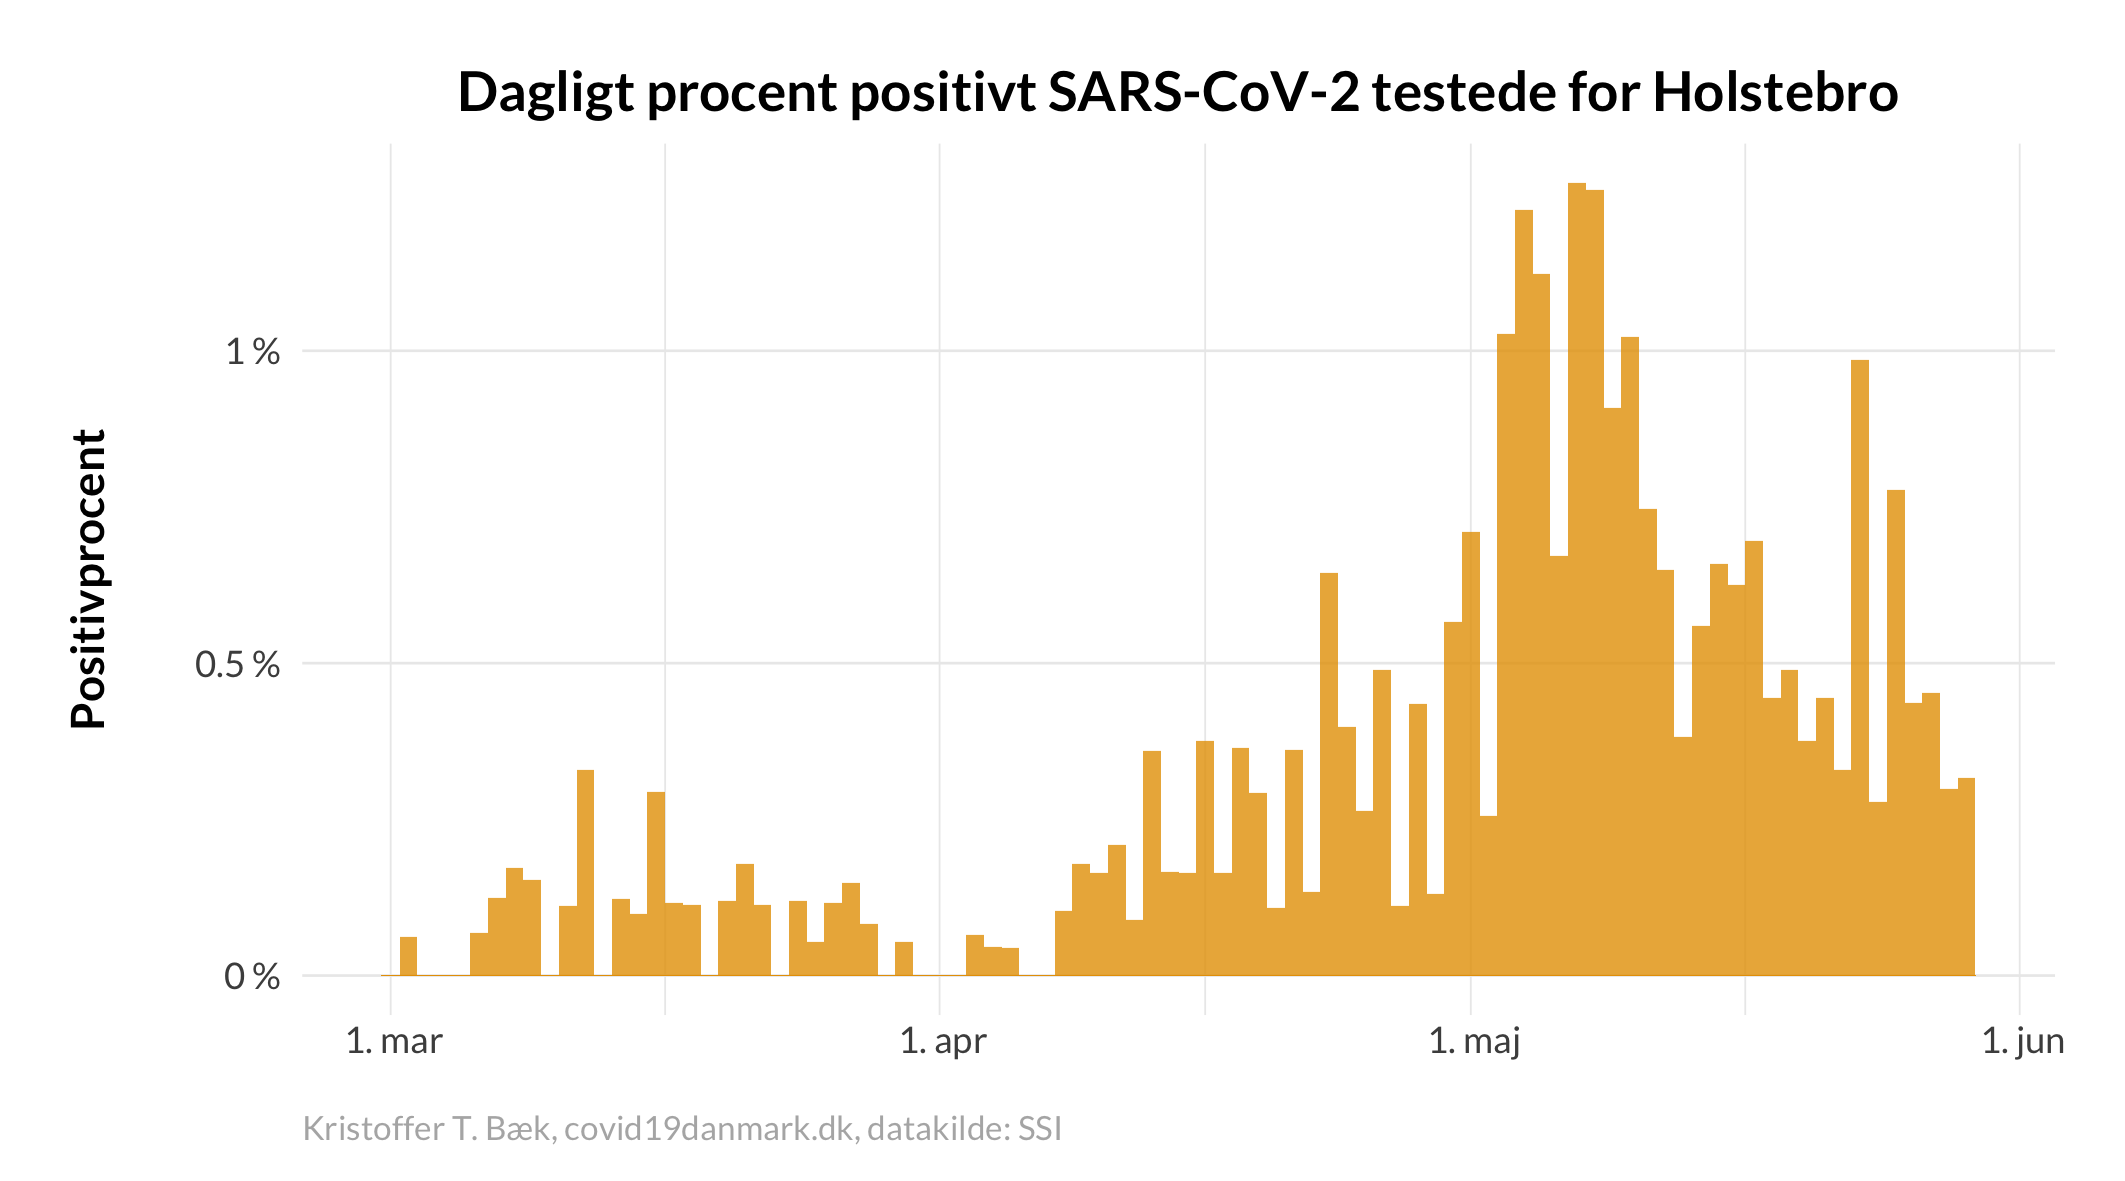 Dagligt procent positivt SARS-CoV-2 testede for Holstebro
Positivprocent
1 %
0.5 %
0 %
1. mar
1. apr
1. maj
1. jun
Kristoffer T. Bæk, covid19danmark.dk, datakilde: SSI